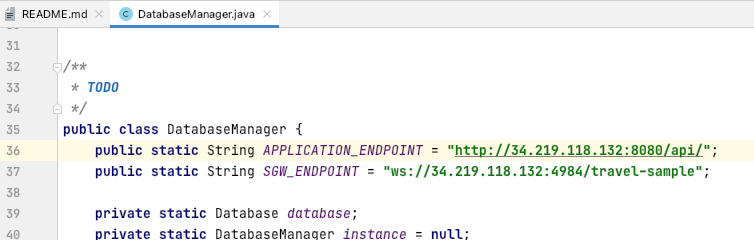 README.md DatabaseManager.java
31
32 /**
33 * TODO
34 */
35 public class DatabaseManager {
36 public static String APPLICATION_ENDPOINT = "http://34.219.118.132:8080/api/";
37 public static String SGW_ENDPOINT = "ws://34.219.118.132:4984/travel-sample";
38
39 private static Database database;
40 private static DatabaseManager instance = null;